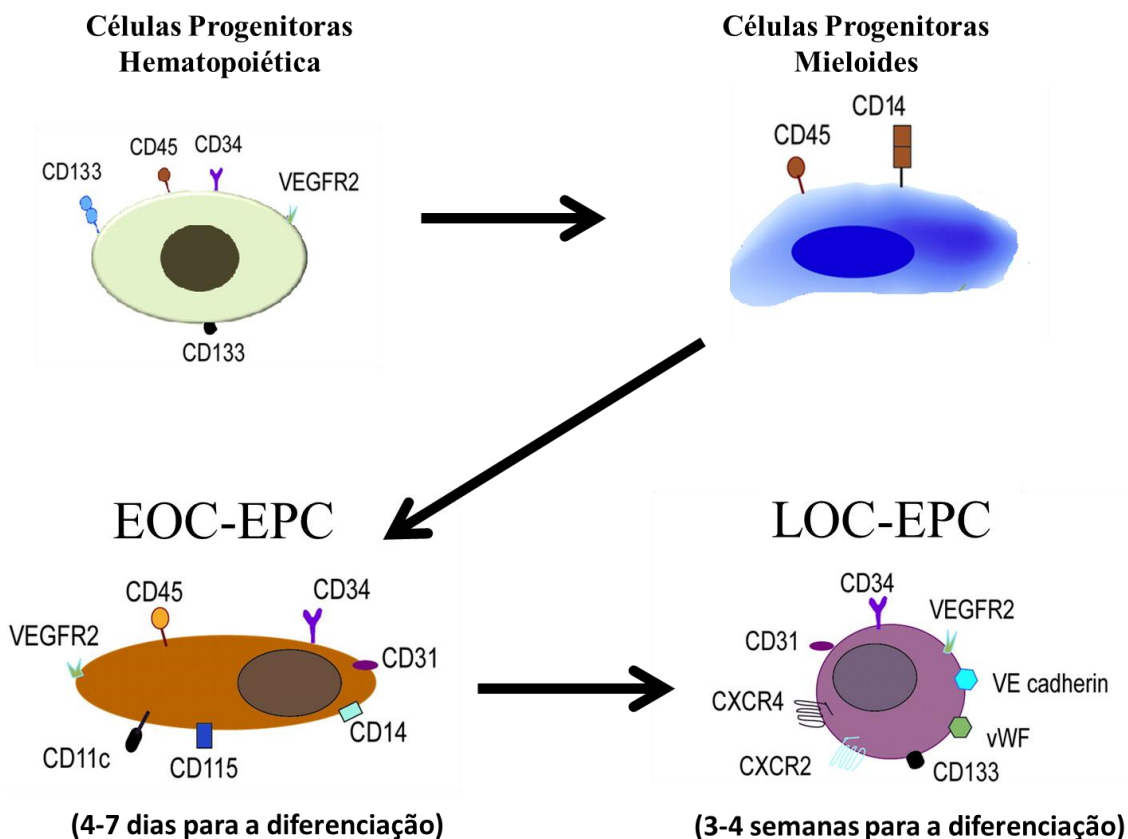 Células Progenitoras
Hematopoiética
Células Progenitoras
Mieloides
CD133
CD45
CD34
VEGFR2
CD133
CD45
CD14
EOC-EPC
VEGFR2
CD45
CD34
CD31
CD14
CD115
CD11c
(4-7 dias para a diferenciação)
LOC-EPC
CD34
VEGFR2
CD31
VE cadherin
CXCR4
vWF
CXCR2
CD133
(3-4 semanas para a diferenciação)